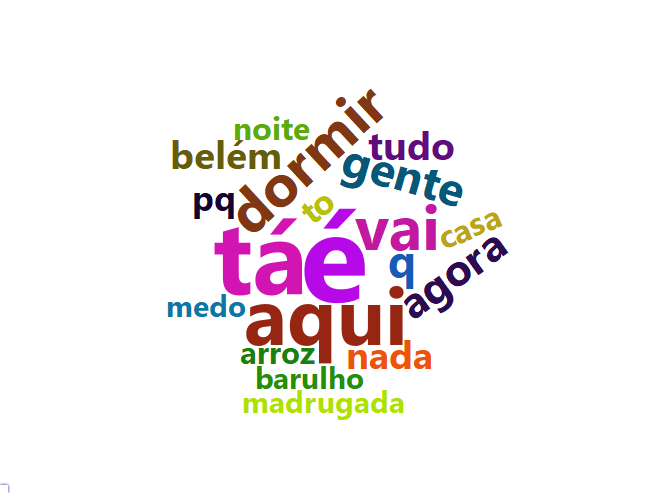 noite
dormir
tudo
belém
gente
pq
to
vai
casa
tá
é
q
agora
medo
aqui
arroz
nada
barulho
madrugada